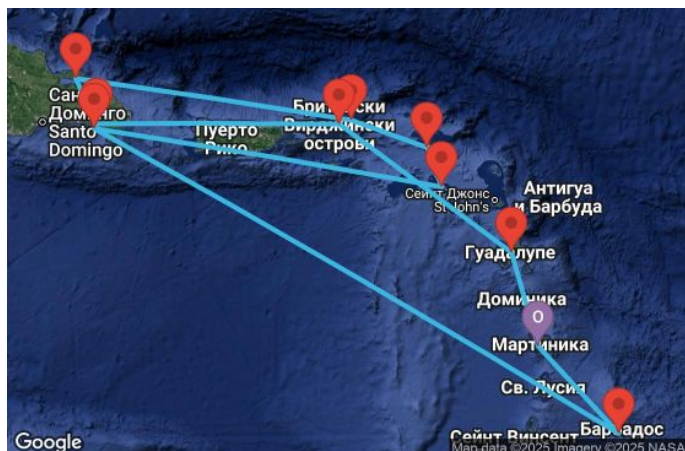 Сан
Доминго
Santo
Domingo
Пуерто
Рико
Британски
Вирджински
острови
Сейнт Джонс
St John's
Антигуа
и Барбуда
Гуадалупе
Доминика
O
Мартиника
Св. Лусия
Барбадос
Сейнт Винсент
Google
Map data ©2025 Imagery ©2025 NASA